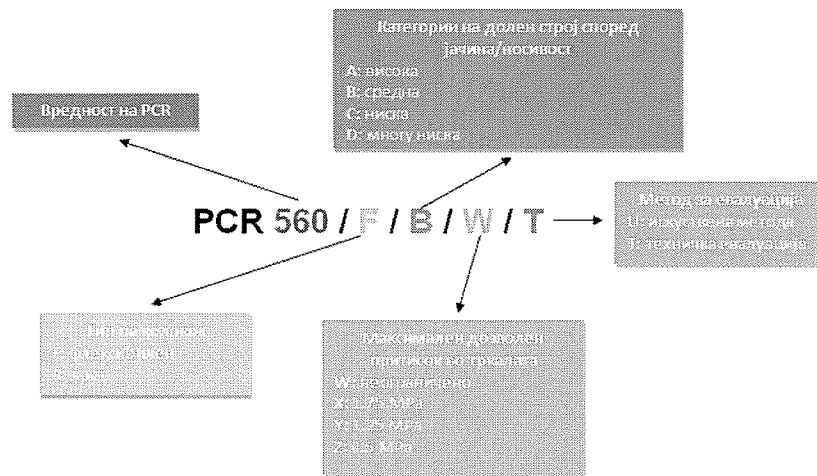 Категории на долен строј според
јачина/носивост
A: висока
B: средна
C: ниска
D: многу ниска
Вредност на PCR
PCR 560 / F / B / W / T
Метод за евалуација
U: искуствена метода
T: техничка евалуација
F: флексибилен
Максимален дозволен
притисок во тркалата
W: неограничено
X: 1.75 MPa
Y: 1.25 MPa
Z: 0.5 MPa